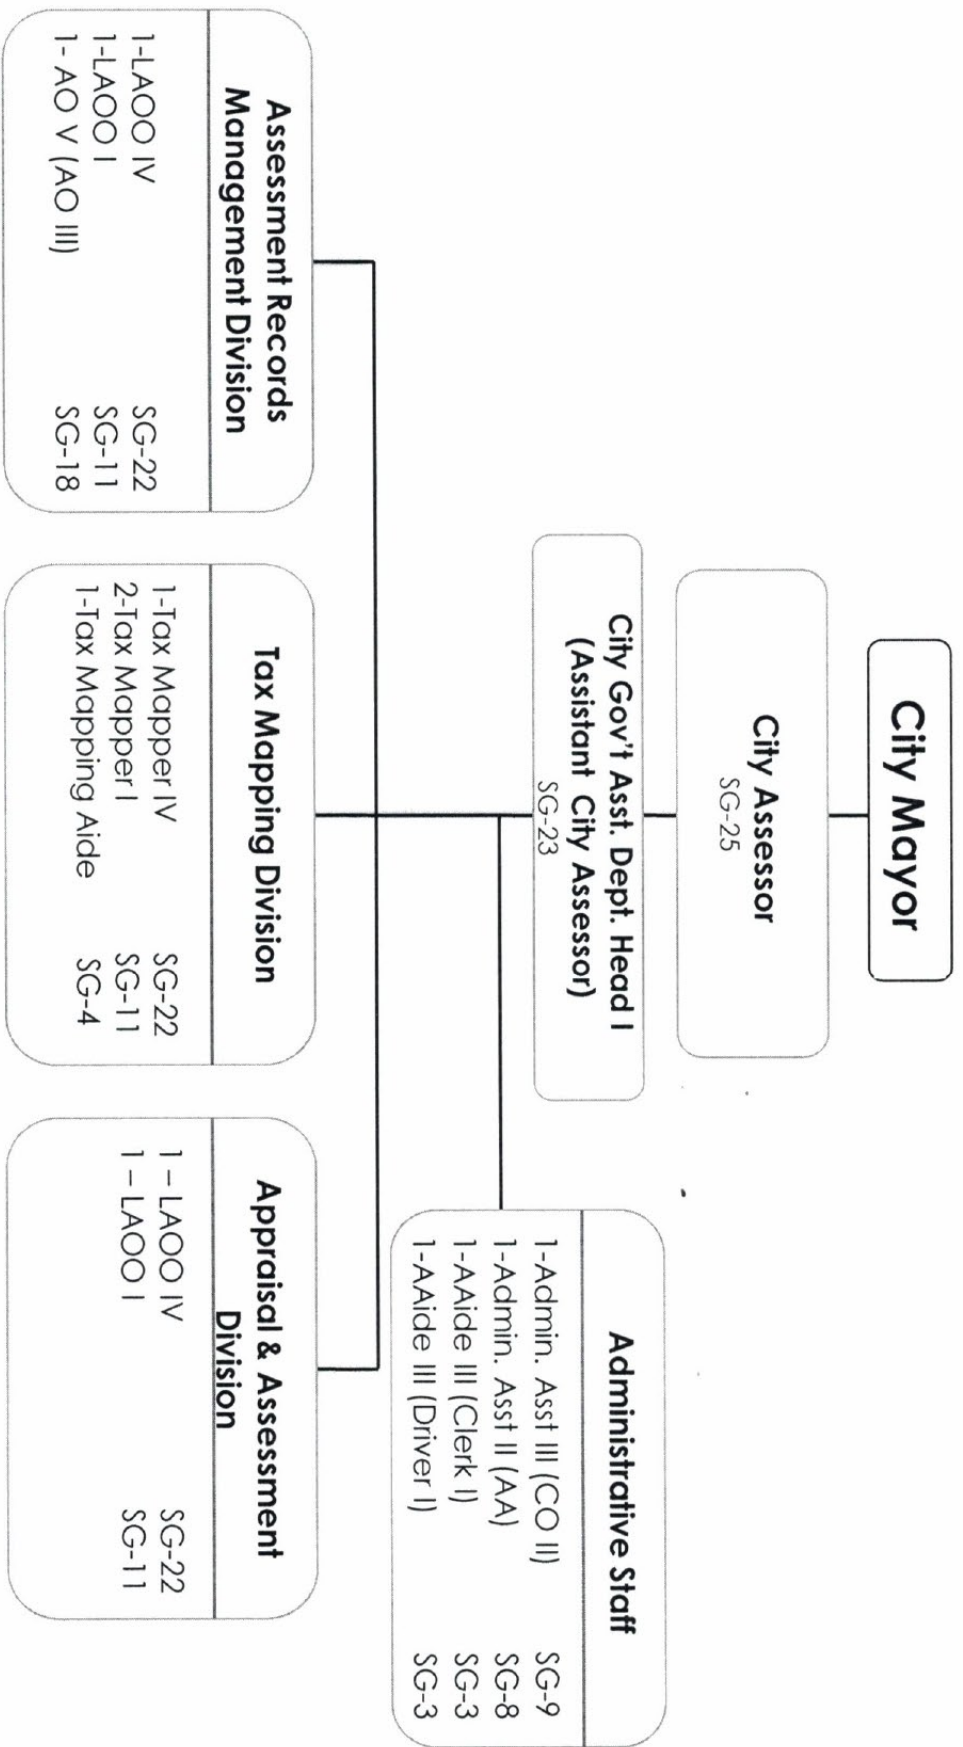 City Mayor
City Assessor
SG-25
City Gov't Asst. Dept. Head I
(Assistant City Assessor)
SG-23
Administrative Staff
1-Admin. Asst III (CO II) SG-9
1-Admin. Asst II (AA) SG-8
1-AAide III (Clerk I) SG-3
1-AAide III (Driver I) SG-3
Assessment Records
Management Division
1-LAOO IV SG-22
1-LAOO I SG-11
1- AO V (AO III) SG-18
Tax Mapping Division
1-Tax Mapper IV SG-22
2-Tax Mapper I SG-11
1-Tax Mapping Aide SG-4
Appraisal & Assessment
Division
1 – LAOO IV SG-22
1 – LAOO I SG-11